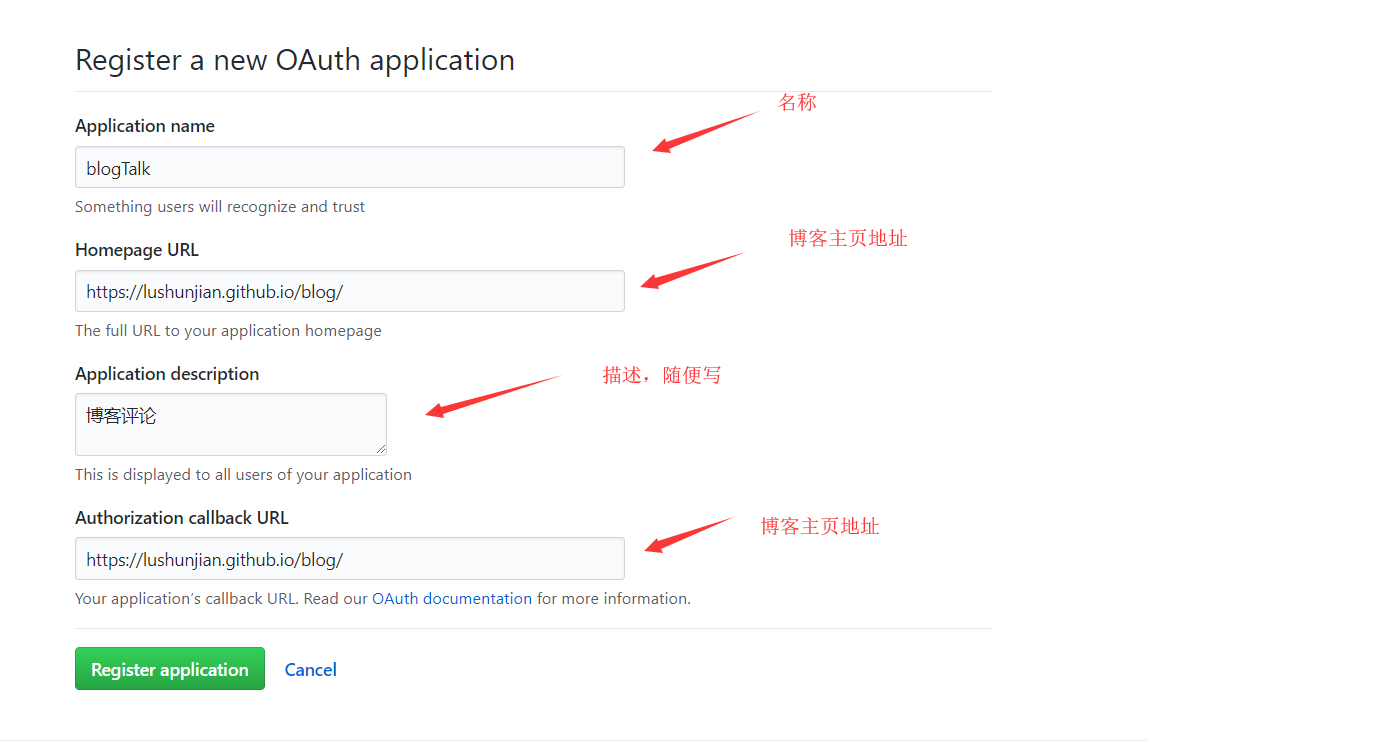 Register a new OAuth application
名称
Application name
blogTalk
Something users will recognize and trust
博客主页地址
Homepage URL
https://lushunjian.github.io/blog/
The full URL to your application homepage
描述，随便写
Application description
博客评论
This is displayed to all users of your application
Authorization callback URL
博客主页地址
https://lushunjian.github.io/blog/
Your application's callback URL. Read our OAuth documentation for more information.
Register application
Cancel